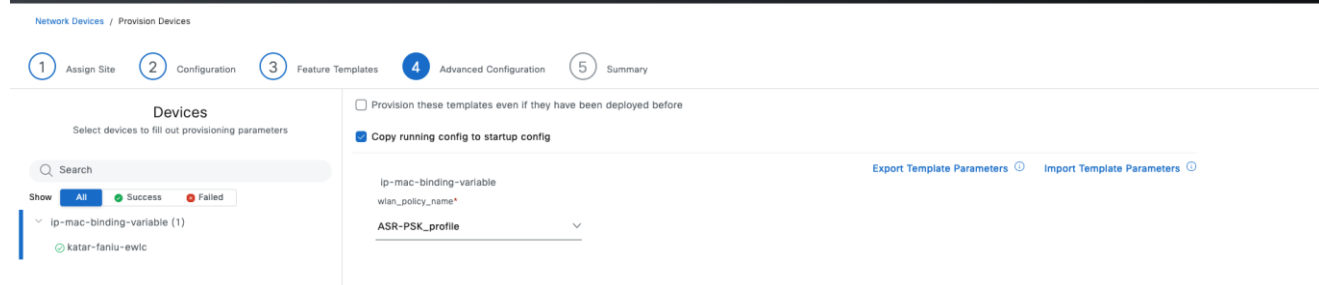 Network Devices / Provision Devices
1 Assign Site 2 Configuration 3 Feature Templates 4 Advanced Configuration 5 Summary
Devices
Select devices to fill out provisioning parameters
Search
Show All Success Failed
ip-mac-binding-variable (1)
katar-faniu-ewlc
Provision these templates even if they have been deployed before
Copy running config to startup config
Export Template Parameters Import Template Parameters
ip-mac-binding-variable
wlan_policy_name*
ASR-PSK_profile